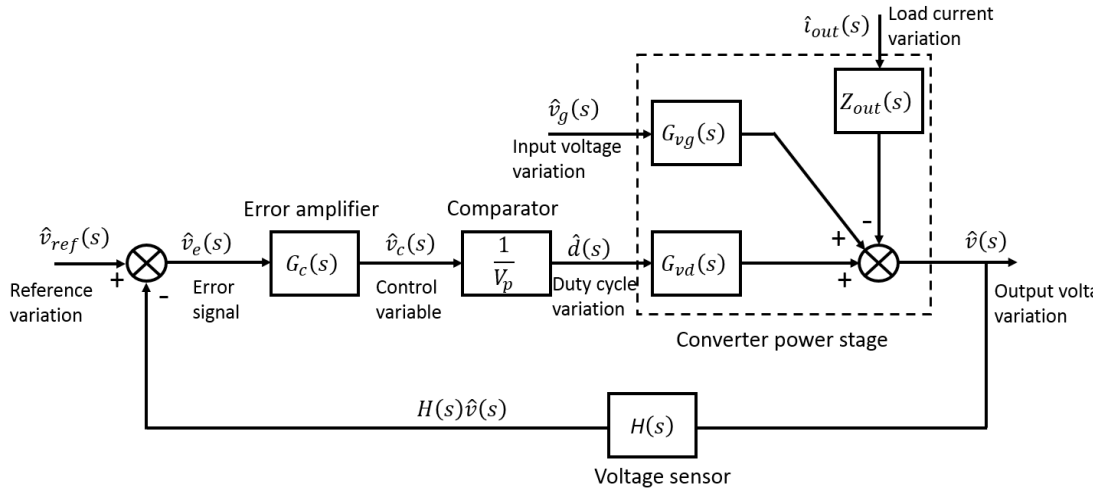 î_out(s)
Load current
variation
Z_out(s)
v̂_g(s)
Input voltage
variation
G_vg(s)
-
+
Error amplifier
Comparator
v̂_ref(s)
+
-
Reference
variation
v̂_e(s)
Error
signal
G_c(s)
v̂_c(s)
Control
variable
1
V_p
d̂(s)
Duty cycle
variation
G_vd(s)
+
v̂(s)
Output volta
variation
Converter power stage
H(s)v̂(s)
H(s)
Voltage sensor